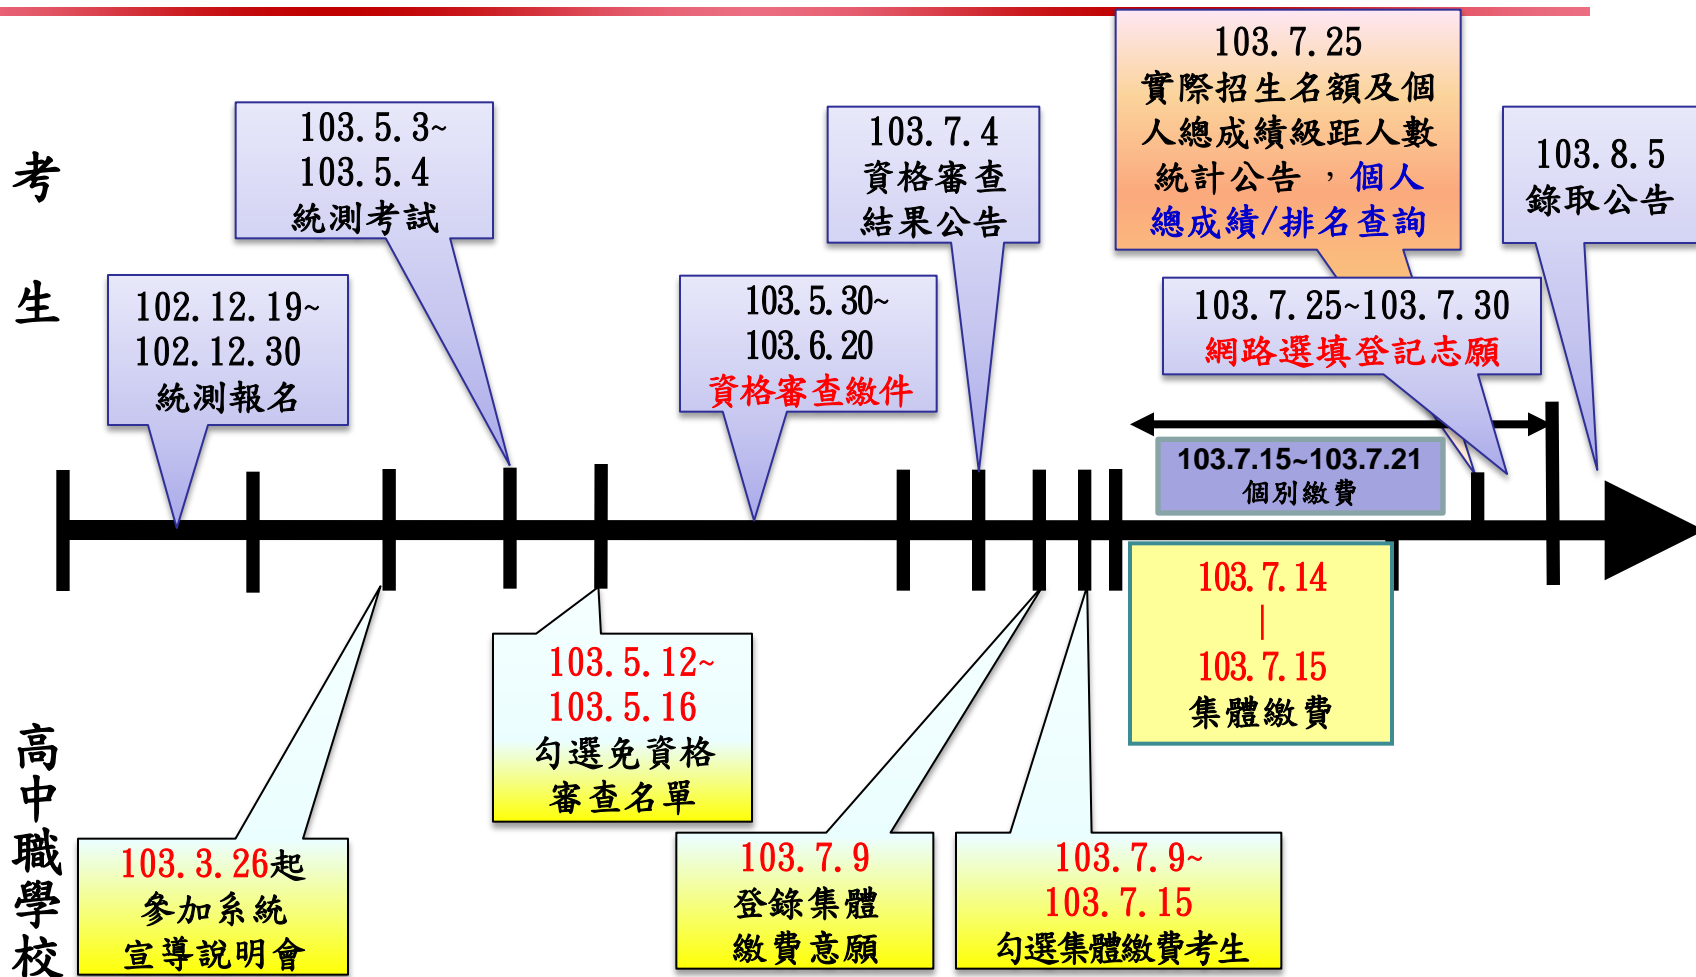 考生
102.12.19~
102.12.30
統測報名
103.5.3~
103.5.4
統測考試
103.5.30~
103.6.20
資格審查繳件
103.7.4
資格審查
結果公告
103.7.25
實際招生名額及個
人總成績級距人數
統計公告，個人
總成績/排名查詢
103.7.25~103.7.30
網路選填登記志願
103.8.5
錄取公告
103.7.15~103.7.21
個別繳費
高中職學校
103.3.26起
參加系統
宣導說明會
103.5.12~
103.5.16
勾選免資格
審查名單
103.7.9
登錄集體
繳費意願
103.7.9~
103.7.15
勾選集體繳費考生
103.7.14
|
103.7.15
集體繳費